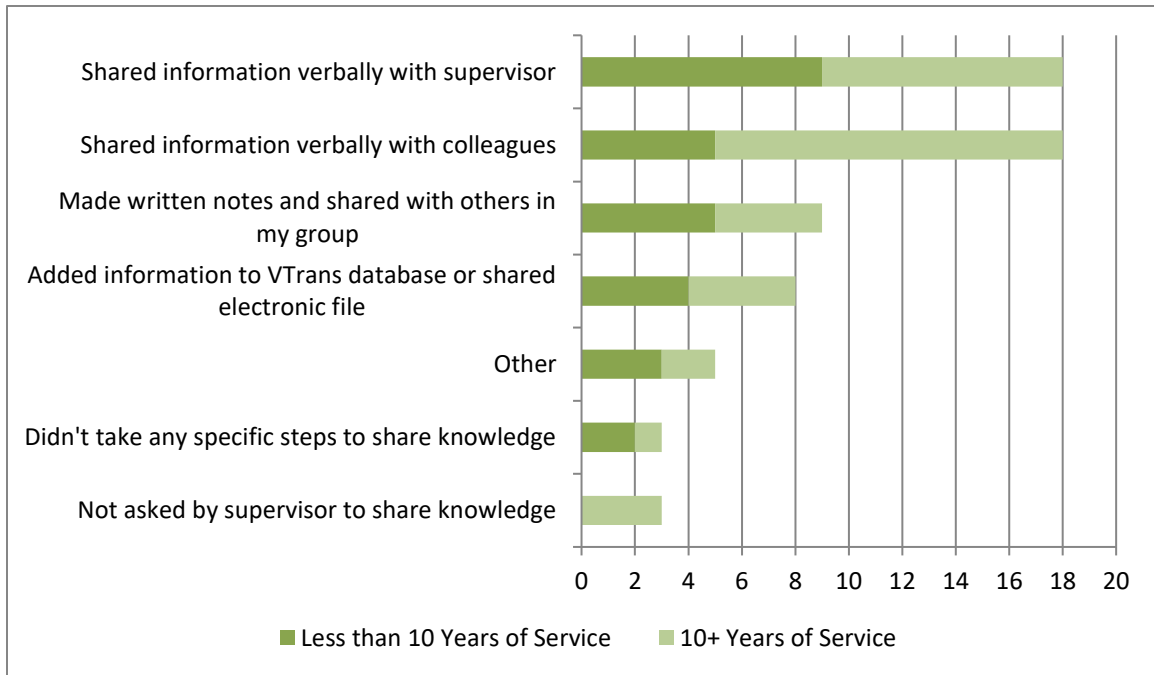 Shared information verbally with supervisor
Shared information verbally with colleagues
Made written notes and shared with others in
my group
Added information to VTrans database or shared
electronic file
Other
Didn't take any specific steps to share knowledge
Not asked by supervisor to share knowledge
0 2 4 6 8 10 12 14 16 18 20
Less than 10 Years of Service 10+ Years of Service